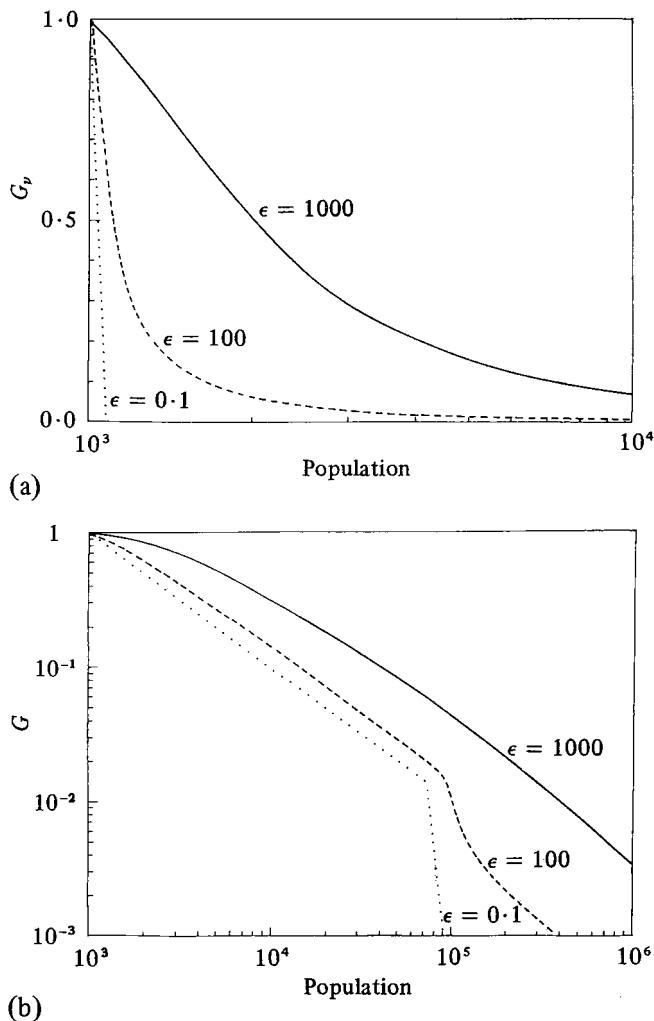 1·0
G_ν
0·5
ϵ = 1000
ϵ = 100
ϵ = 0·1
0·0
10³
10⁴
Population
(a)
1
10⁻¹
G
10⁻²
10⁻³
ϵ = 1000
ϵ = 100
ϵ = 0·1
10³
10⁴
10⁵
10⁶
Population
(b)